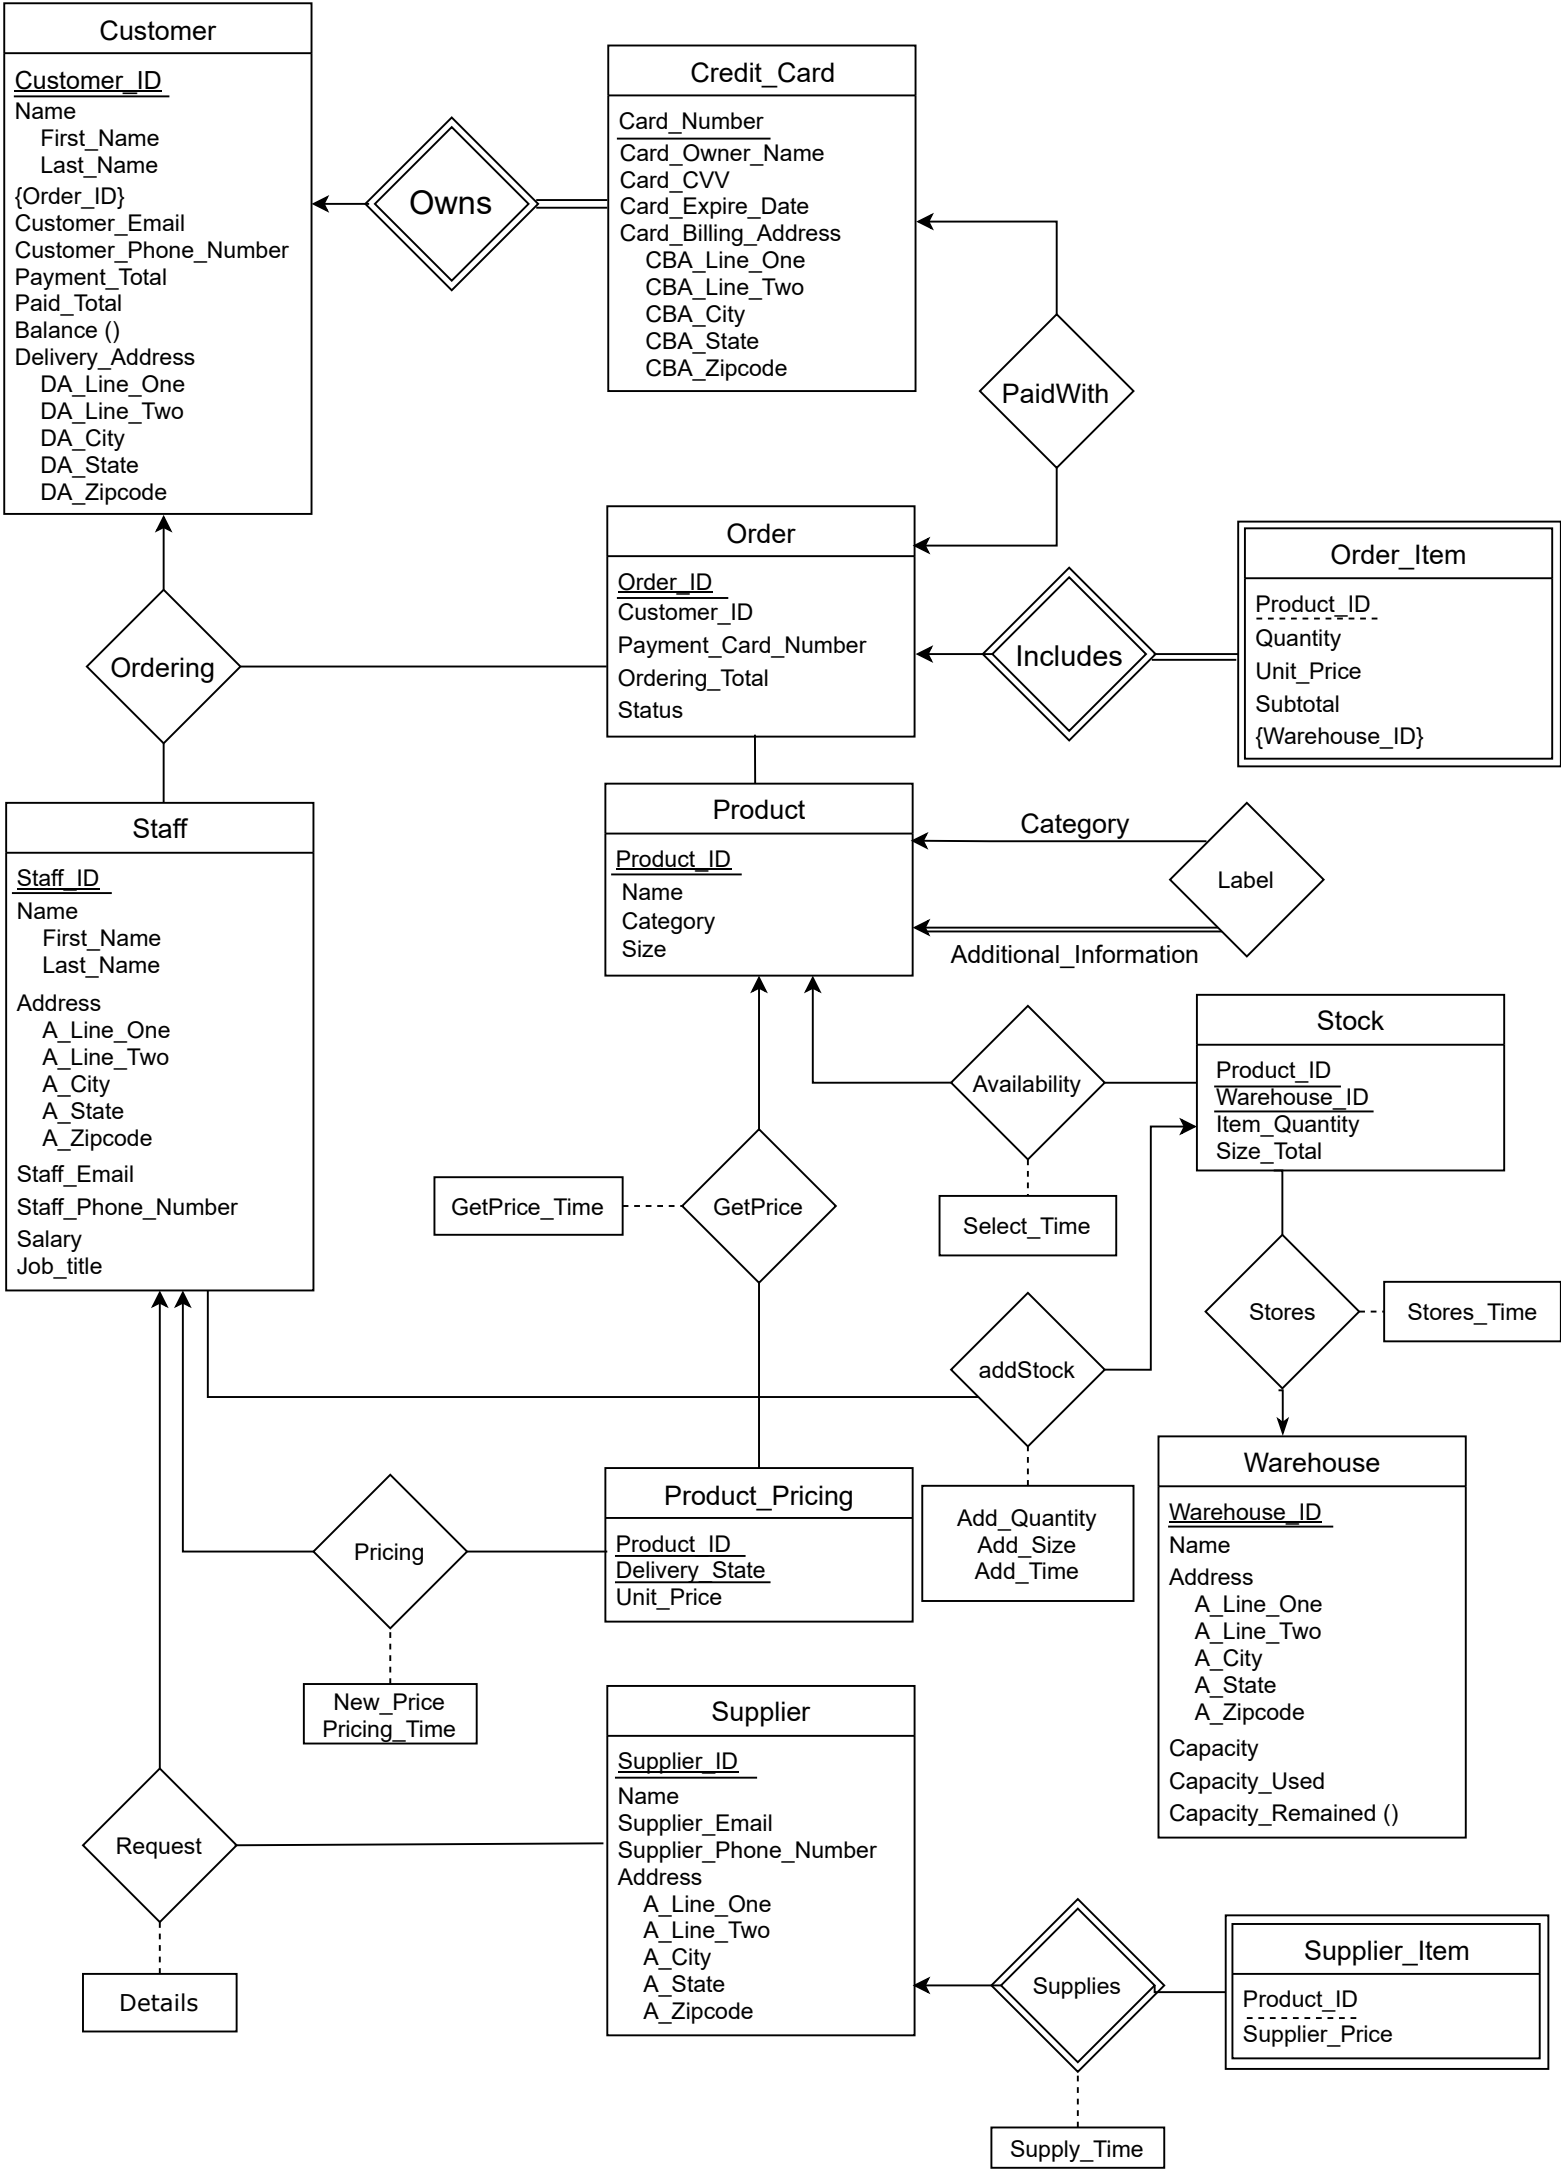 Customer
Customer_ID
Name
First_Name
Last_Name
{Order_ID}
Customer_Email
Customer_Phone_Number
Payment_Total
Paid_Total
Balance ()
Delivery_Address
DA_Line_One
DA_Line_Two
DA_City
DA_State
DA_Zipcode
Owns
Credit_Card
Card_Number
Card_Owner_Name
Card_CVV
Card_Expire_Date
Card_Billing_Address
CBA_Line_One
CBA_Line_Two
CBA_City
CBA_State
CBA_Zipcode
PaidWith
Ordering
Order
Order_ID
Customer_ID
Payment_Card_Number
Ordering_Total
Status
Includes
Order_Item
Product_ID
Quantity
Unit_Price
Subtotal
{Warehouse_ID}
Staff
Staff_ID
Name
First_Name
Last_Name
Address
A_Line_One
A_Line_Two
A_City
A_State
A_Zipcode
Staff_Email
Staff_Phone_Number
Salary
Job_title
Product
Product_ID
Name
Category
Size
Category
Label
Additional_Information
Availability
Select_Time
Stock
Product_ID
Warehouse_ID
Item_Quantity
Size_Total
GetPrice_Time
GetPrice
Stores
Stores_Time
addStock
Add_Quantity
Add_Size
Add_Time
Pricing
New_Price
Pricing_Time
Product_Pricing
Product_ID
Delivery_State
Unit_Price
Warehouse
Warehouse_ID
Name
Address
A_Line_One
A_Line_Two
A_City
A_State
A_Zipcode
Capacity
Capacity_Used
Capacity_Remained ()
Request
Details
Supplier
Supplier_ID
Name
Supplier_Email
Supplier_Phone_Number
Address
A_Line_One
A_Line_Two
A_City
A_State
A_Zipcode
Supplies
Supply_Time
Supplier_Item
Product_ID
Supplier_Price